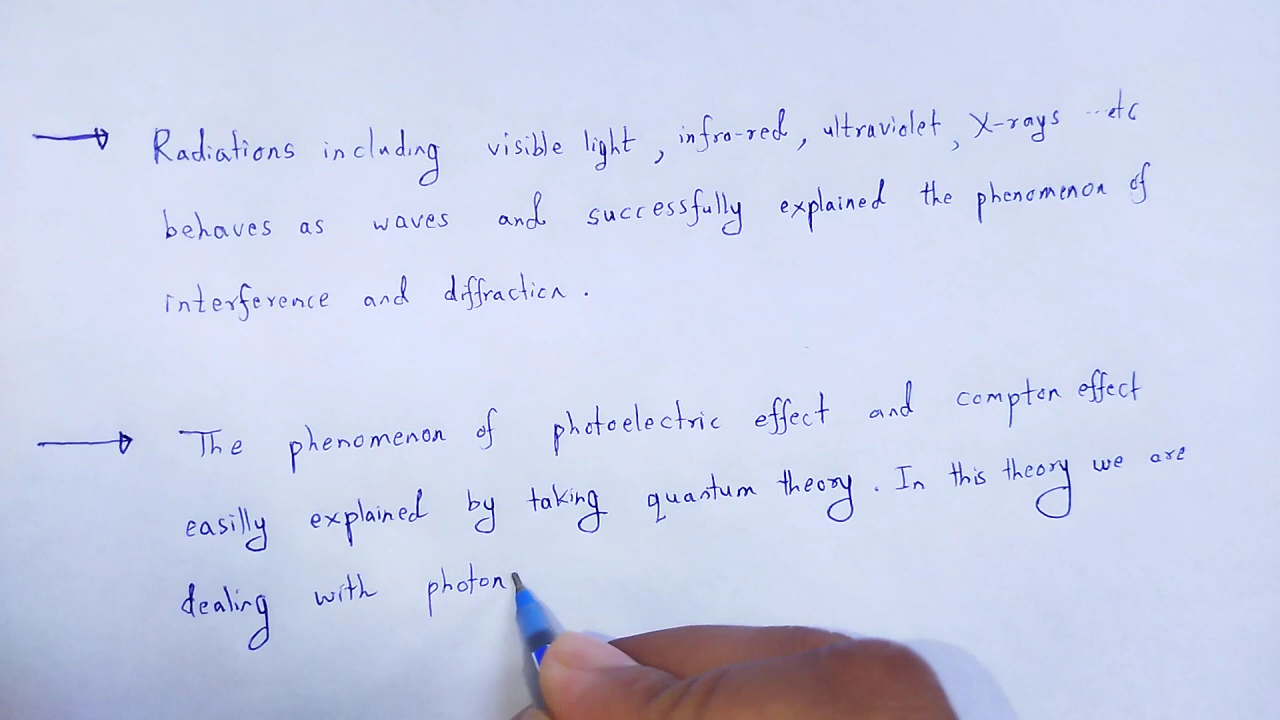 Radiations including visible light, infra-red, ultraviolet, X-rays ...etc
behaves as waves and successfully explained the phenomenon of
interference and diffraction.
The phenomenon of photoelectric effect and compton effect
easilly explained by taking quantum theory. In this theory we are
dealing with photon